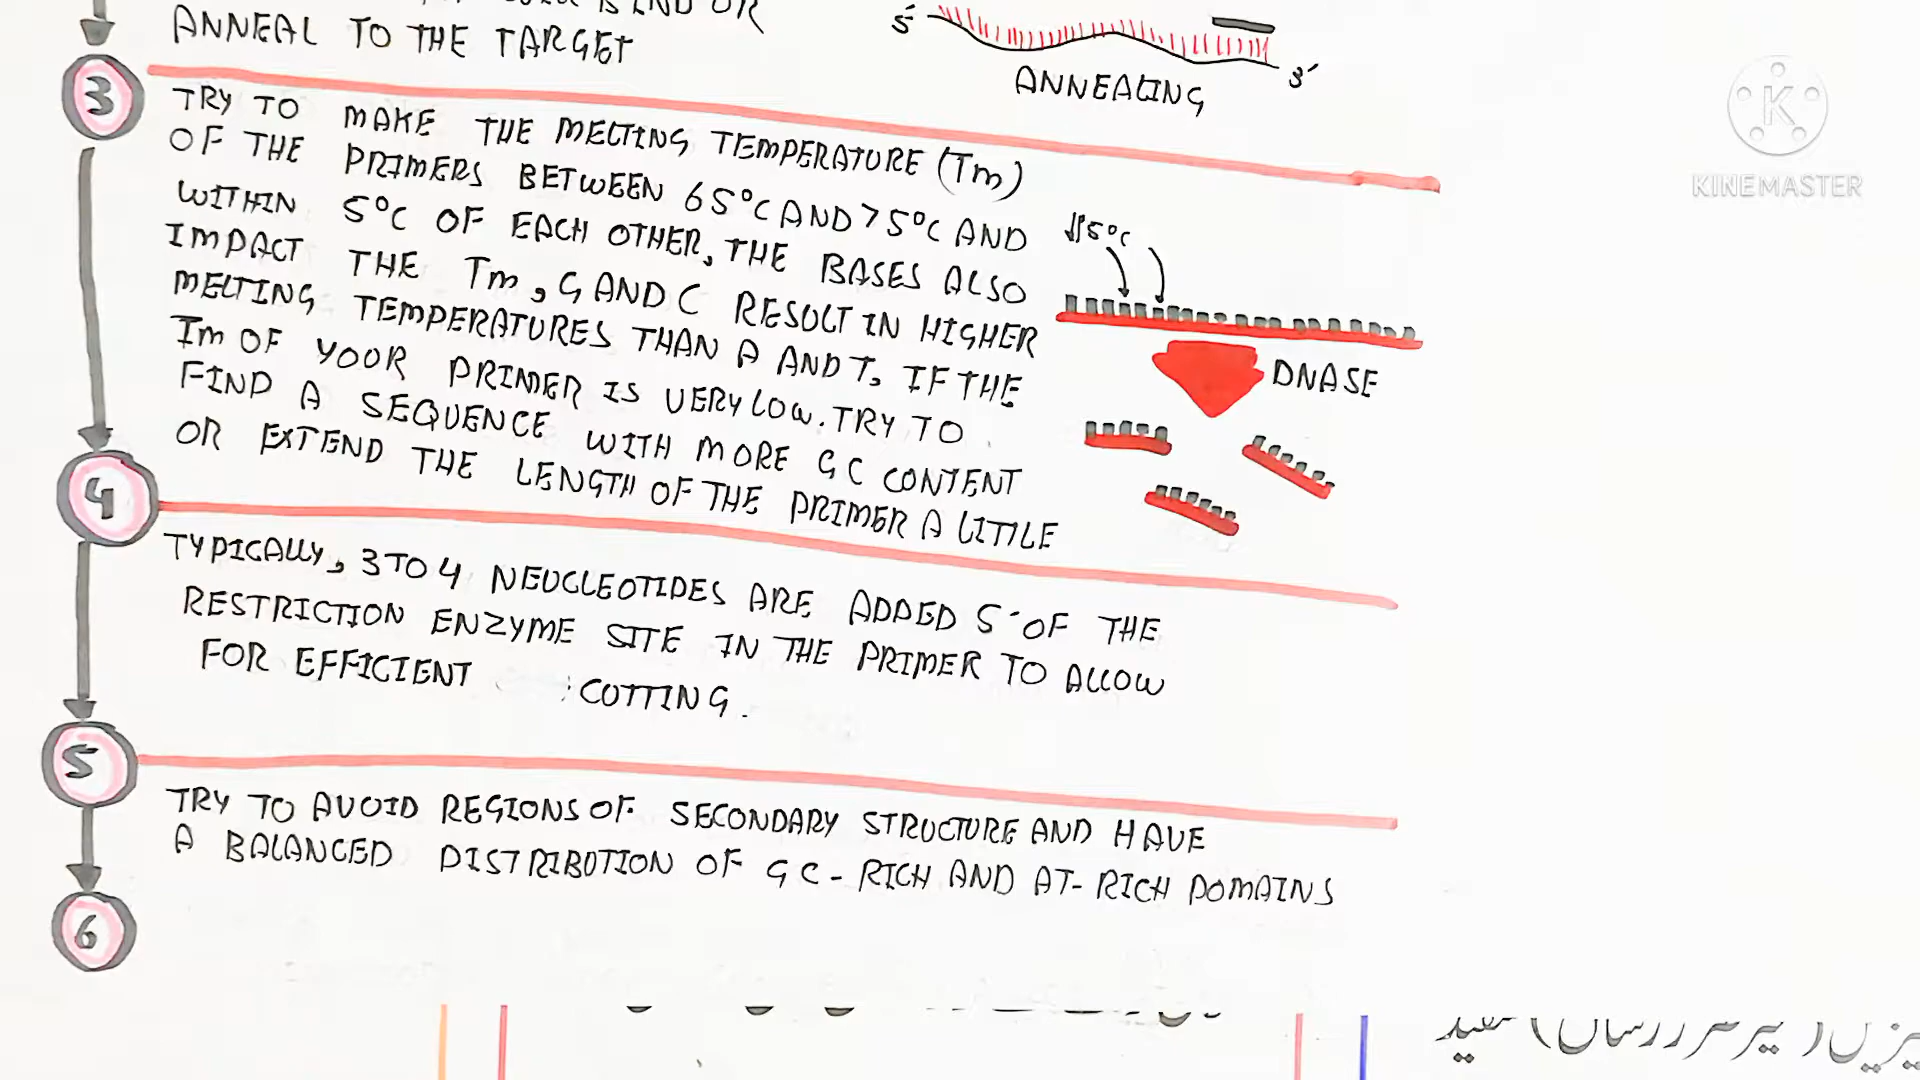 BIND OR
ANNEAL TO THE TARGET
5´
3´
ANNEALING
3
TRY TO MAKE THE MELTING TEMPERATURE (Tm)
OF THE PRIMERS BETWEEN 65°C AND 75°C AND
WITHIN 5°C OF EACH OTHER, THE BASES ALSO
IMPACT THE Tm, G AND C RESULT IN HIGHER
MELTING TEMPERATURES THAN A AND T. IF THE
Tm OF YOUR PRIMER IS VERY LOW. TRY TO
FIND A SEQUENCE WITH MORE GC CONTENT
OR EXTEND THE LENGTH OF THE PRIMER A LITTLE
5°C
DNASE
4
TYPICALLY, 3 TO 4 NEUCLEOTIDES ARE ADDED 5´ OF THE
RESTRICTION ENZYME SITE IN THE PRIMER TO ALLOW
FOR EFFICIENT CUTTING.
5
TRY TO AVOID REGIONS OF SECONDARY STRUCTURE AND HAVE
A BALANCED DISTRIBUTION OF GC-RICH AND AT-RICH DOMAINS
6
KINEMASTER